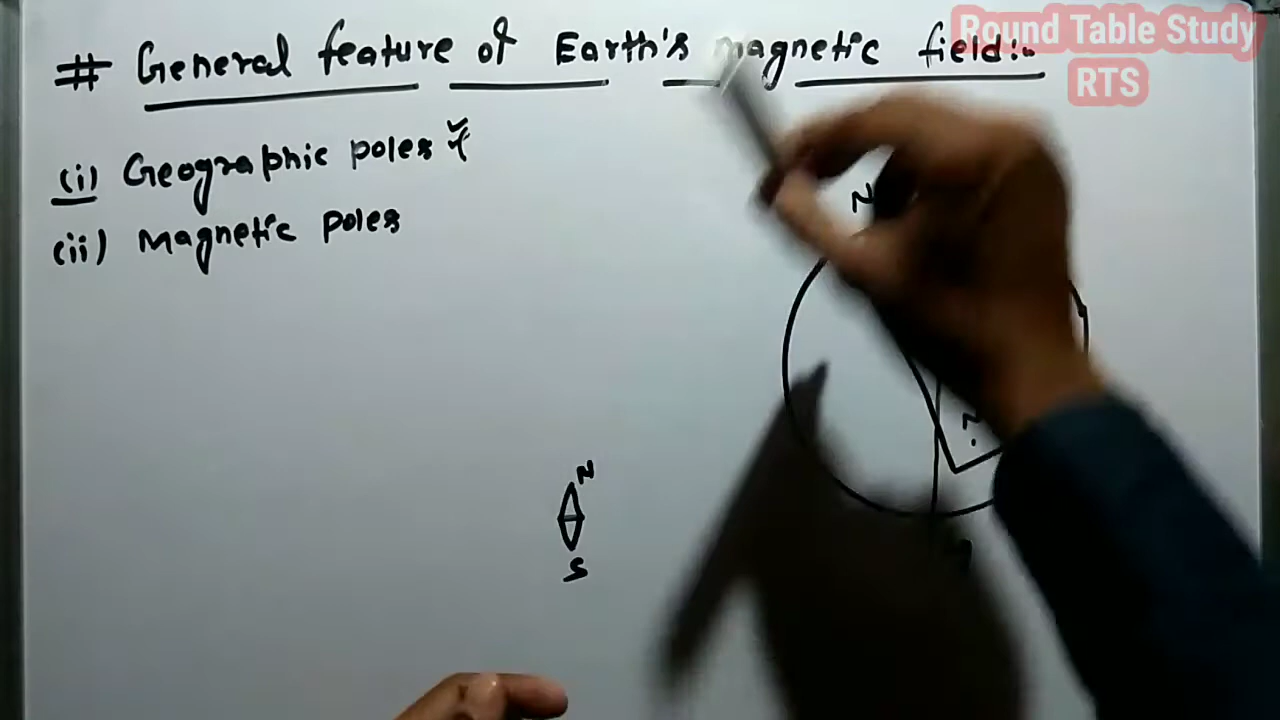 # General feature of Earth's magnetic field:-
Round Table Study
RTS
(i) Geographic poles
(ii) Magnetic poles
N
N
N
S